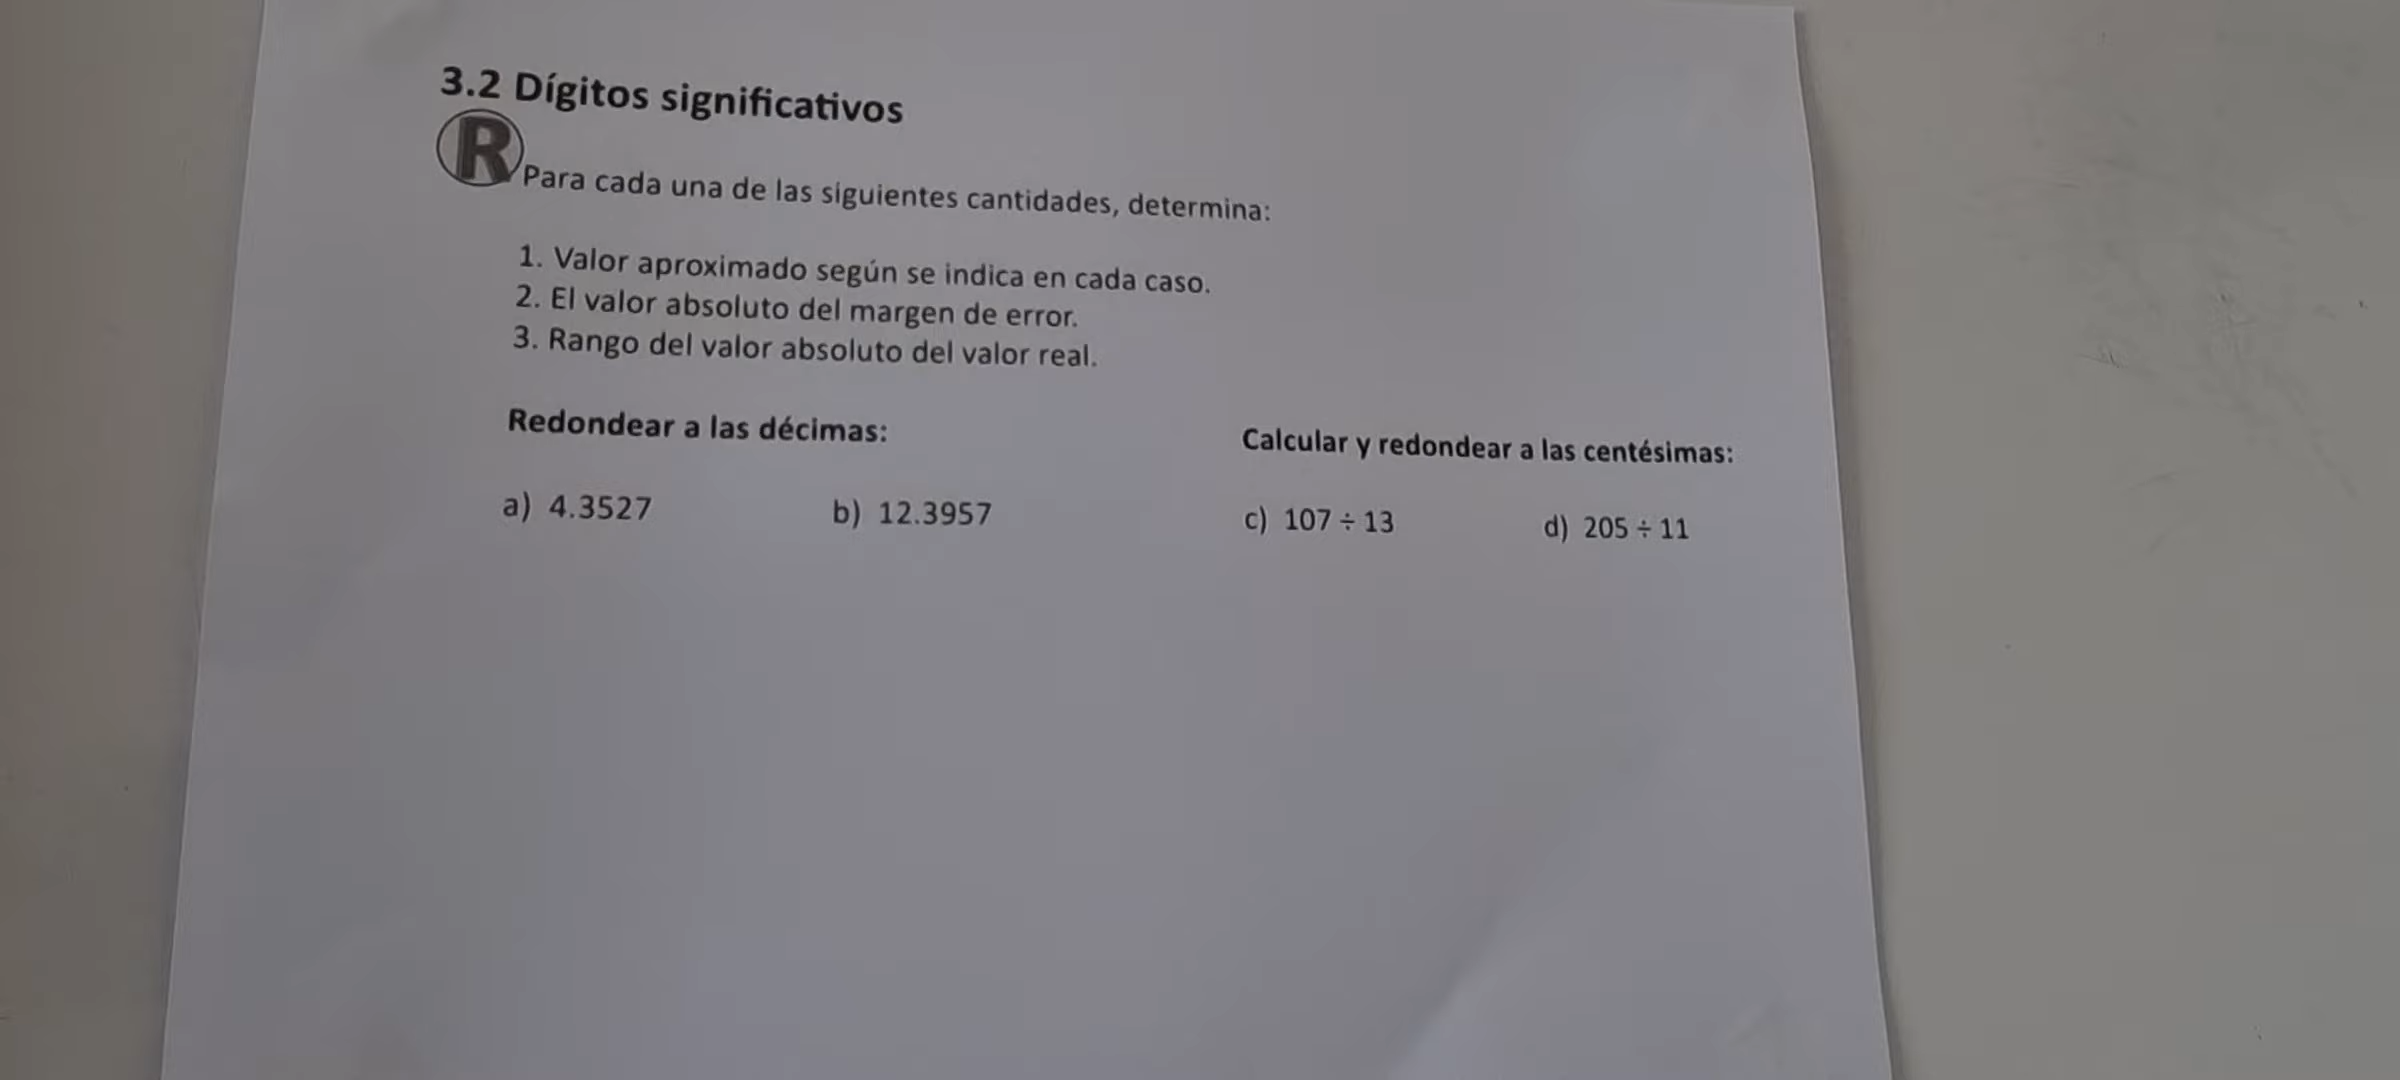 3.2 Dígitos significativos
R
Para cada una de las siguientes cantidades, determina:
1. Valor aproximado según se indica en cada caso.
2. El valor absoluto del margen de error.
3. Rango del valor absoluto del valor real.
Redondear a las décimas:
a) 4.3527 b) 12.3957
Calcular y redondear a las centésimas:
c) 107 ÷ 13 d) 205 ÷ 11